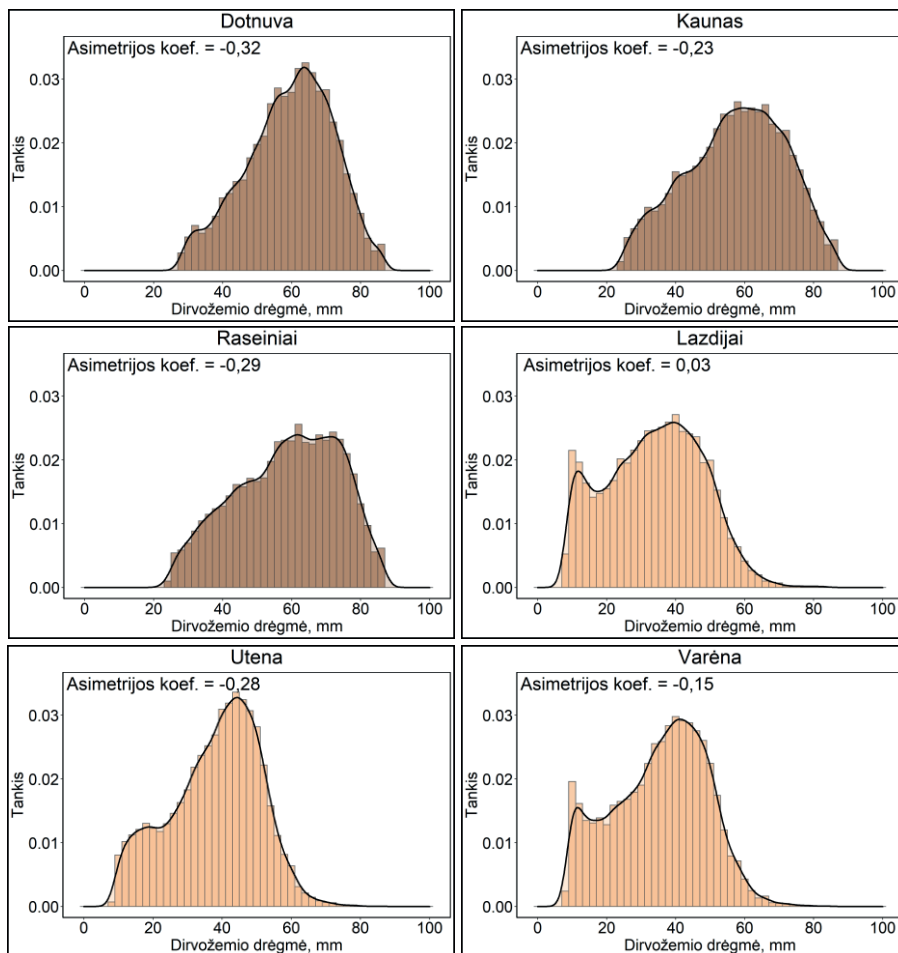 Dotnuva
Asimetrijos koef. = -0,32
Tankis
0.03
0.02
0.01
0.00
0 20 40 60 80 100
Dirvožemio drėgmė, mm
Kaunas
Asimetrijos koef. = -0,23
Tankis
0.03
0.02
0.01
0.00
0 20 40 60 80 100
Dirvožemio drėgmė, mm
Raseiniai
Asimetrijos koef. = -0,29
Tankis
0.03
0.02
0.01
0.00
0 20 40 60 80 100
Dirvožemio drėgmė, mm
Lazdijai
Asimetrijos koef. = 0,03
Tankis
0.03
0.02
0.01
0.00
0 20 40 60 80 100
Dirvožemio drėgmė, mm
Utena
Asimetrijos koef. = -0,28
Tankis
0.03
0.02
0.01
0.00
0 20 40 60 80 100
Dirvožemio drėgmė, mm
Varėna
Asimetrijos koef. = -0,15
Tankis
0.03
0.02
0.01
0.00
0 20 40 60 80 100
Dirvožemio drėgmė, mm